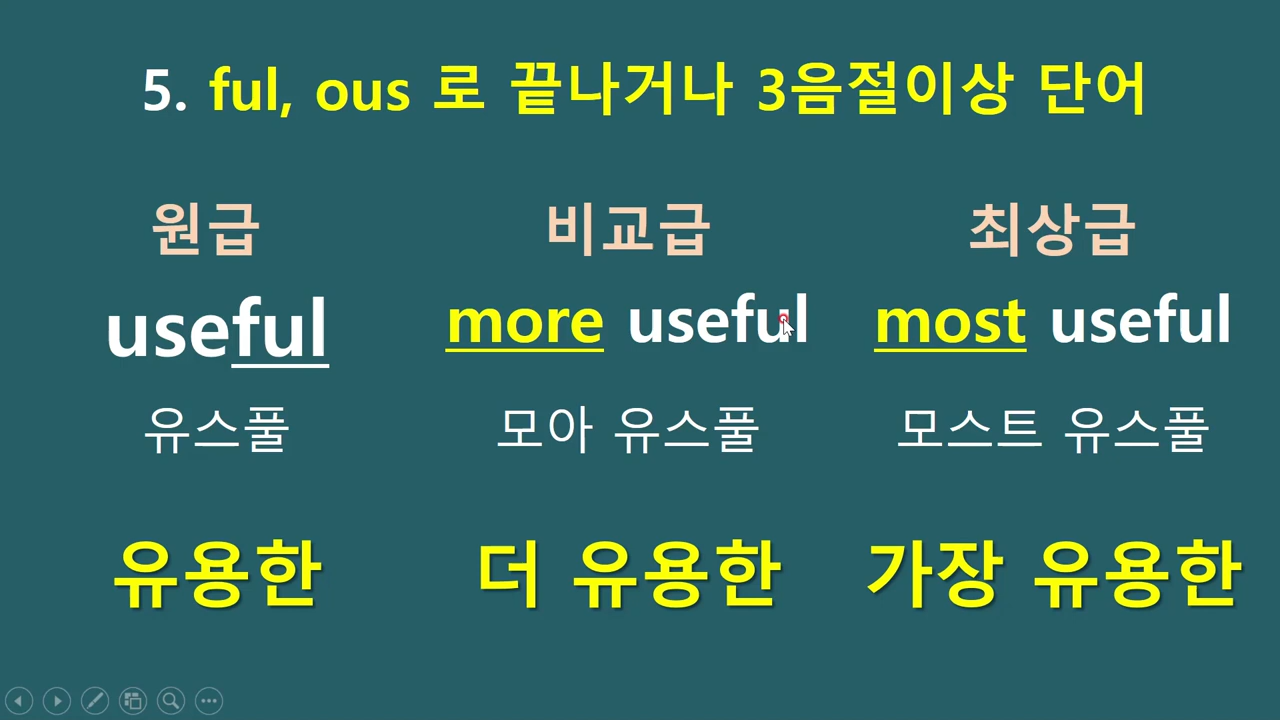 5. ful, ous 로 끝나거나 3음절이상 단어
원급 비교급 최상급
useful more useful most useful
유스풀 모아 유스풀 모스트 유스풀
유용한 더 유용한 가장 유용한